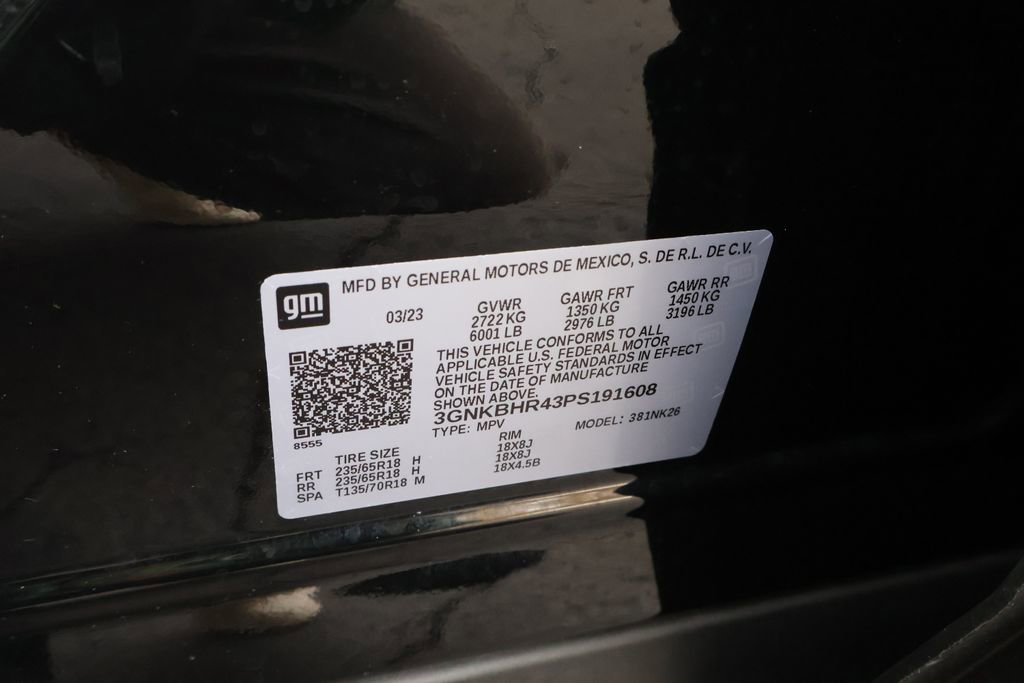 gm
MFD BY GENERAL MOTORS DE MEXICO, S. DE R.L. DE C.V.
03/23 GVWR GAWR FRT GAWR RR
2722 KG 1350 KG 1450 KG
6001 LB 2976 LB 3196 LB
THIS VEHICLE CONFORMS TO ALL
APPLICABLE U.S. FEDERAL MOTOR
VEHICLE SAFETY STANDARDS IN EFFECT
ON THE DATE OF MANUFACTURE
SHOWN ABOVE.
3GNKBHR43PS191608
TYPE: MPV MODEL: 381NK26
8555
TIRE SIZE RIM
FRT 235/65R18 H 18X8J
RR 235/65R18 H 18X8J
SPA T135/70R18 M 18X4.5B